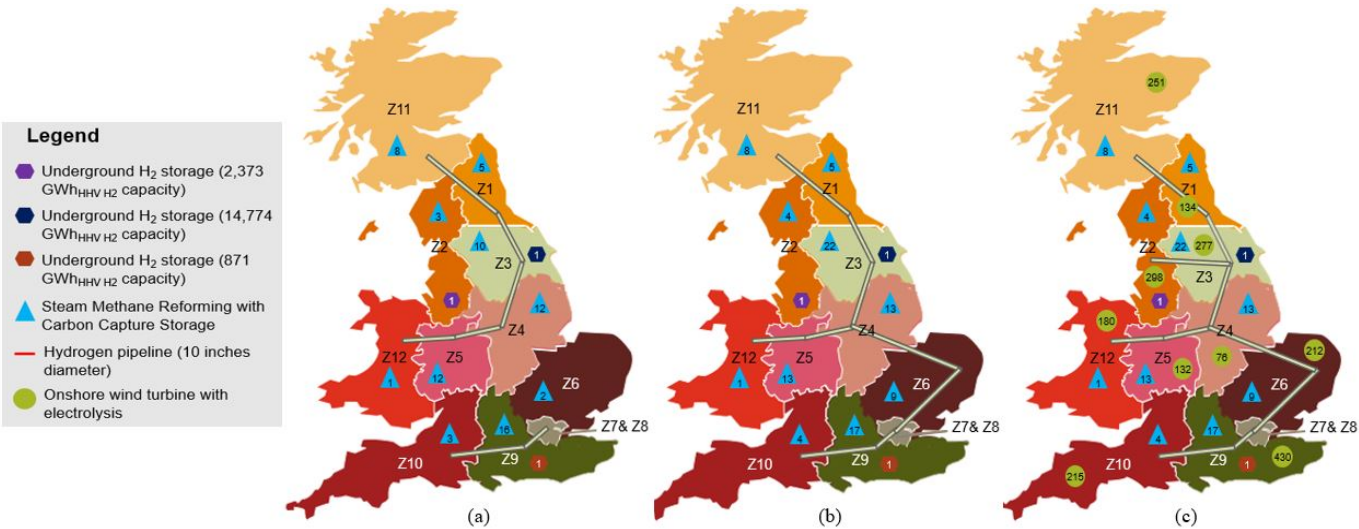 Legend
Underground H₂ storage (2,373
GWhHHV H2 capacity)
Underground H₂ storage (14,774
GWhHHV H2 capacity)
Underground H₂ storage (871
GWhHHV H2 capacity)
Steam Methane Reforming with
Carbon Capture Storage
Hydrogen pipeline (10 inches
diameter)
Onshore wind turbine with
electrolysis
Z11
8
5
Z1
3
Z2
10
1
Z3
1
12
Z4
Z12
Z5
1
12
Z6
2
Z7& Z8
16
3
Z9
Z10
1
(a)
Z11
8
5
Z1
4
Z2
22
1
Z3
1
13
Z4
Z12
Z5
1
13
Z6
9
Z7& Z8
17
4
Z9
Z10
1
(b)
251
Z11
8
5
Z1
134
4
Z2
22
277
1
Z3
298
1
13
180
Z4
Z12
Z5
76
212
1
13
132
Z6
9
Z7& Z8
17
4
Z9
430
Z10
1
215
(c)